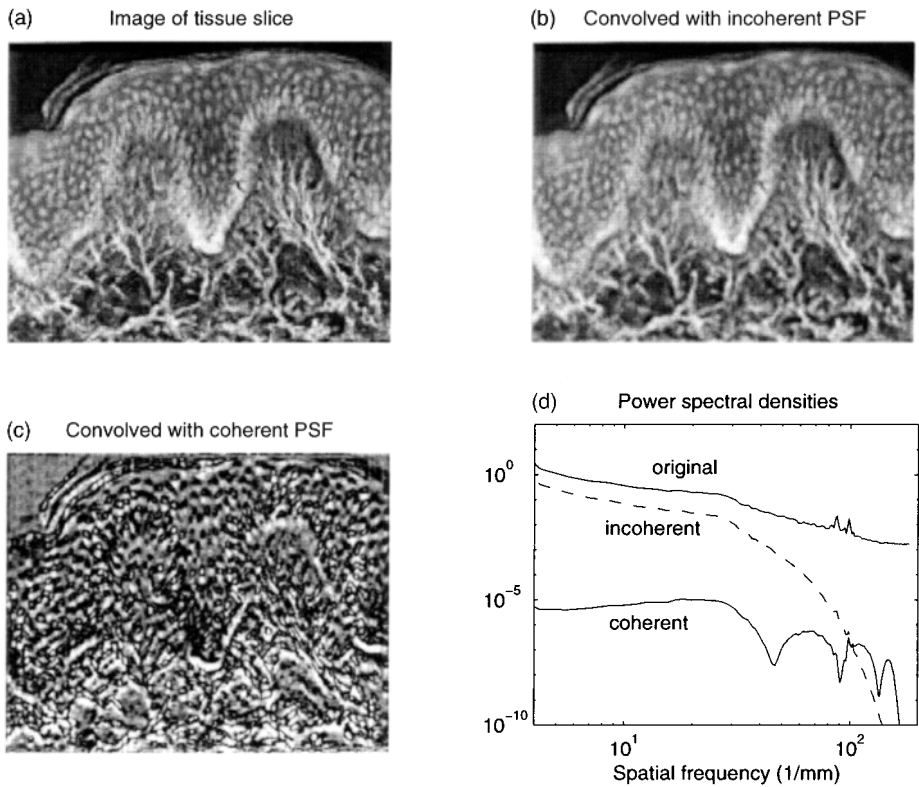 (a) Image of tissue slice
(b) Convolved with incoherent PSF
(c) Convolved with coherent PSF
(d) Power spectral densities
10^0
original
incoherent
10^-5
coherent
10^-10
10^1
10^2
Spatial frequency (1/mm)